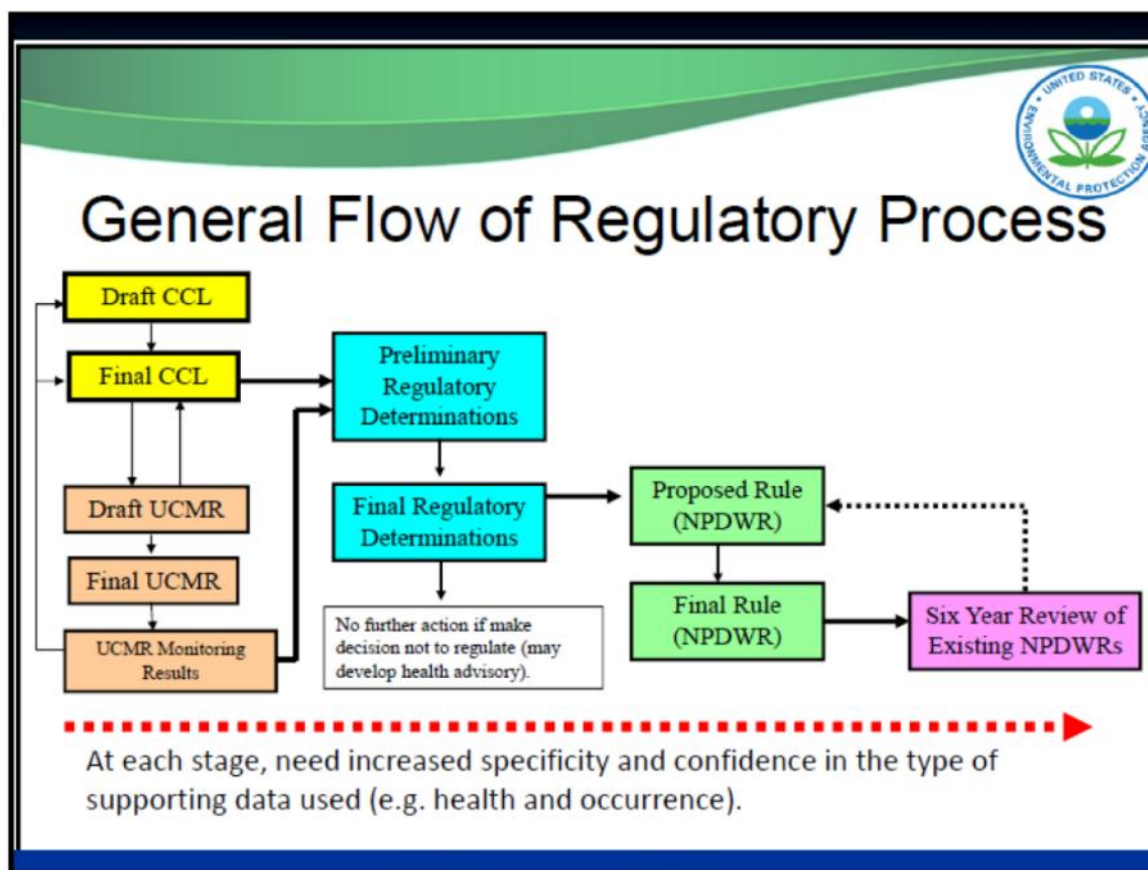 UNITED STATES
ENVIRONMENTAL PROTECTION AGENCY
General Flow of Regulatory Process
Draft CCL
Final CCL
Draft UCMR
Final UCMR
UCMR Monitoring
Results
Preliminary
Regulatory
Determinations
Final Regulatory
Determinations
No further action if make
decision not to regulate (may
develop health advisory).
Proposed Rule
(NPDWR)
Final Rule
(NPDWR)
Six Year Review of
Existing NPDWRs
At each stage, need increased specificity and confidence in the type of
supporting data used (e.g. health and occurrence).